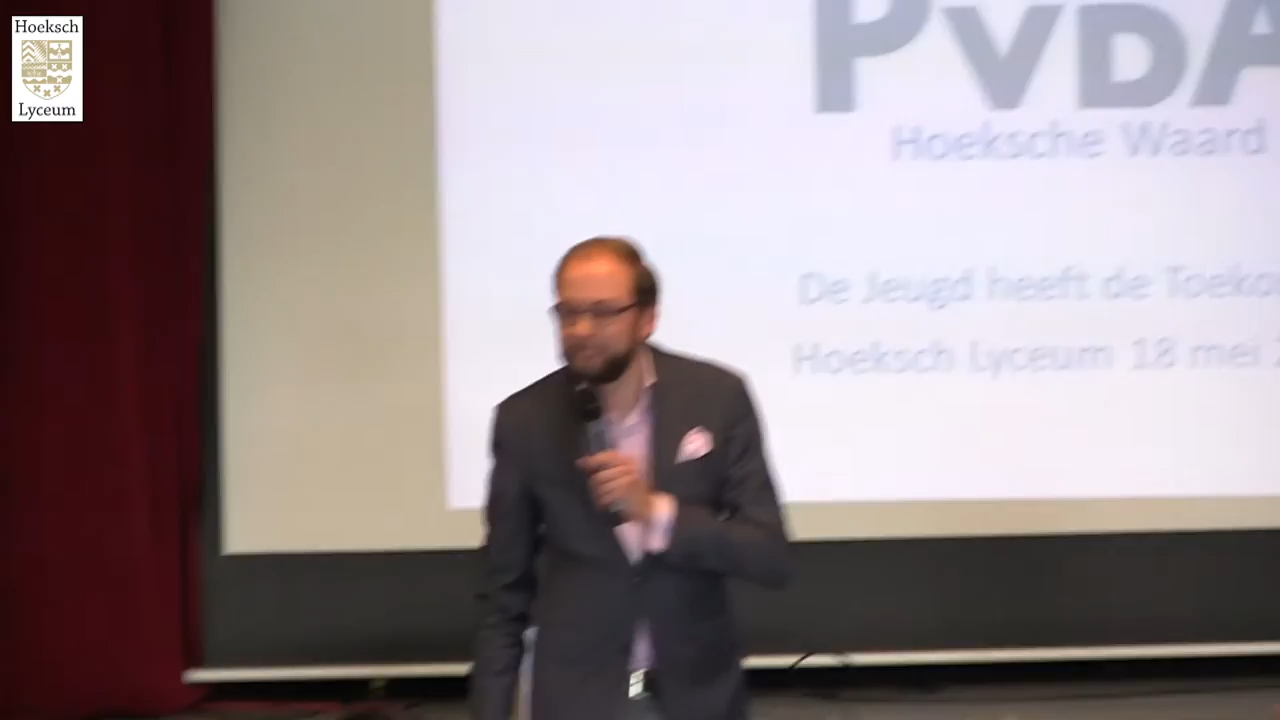 Hoeksch
Lyceum
PvdA
Hoeksche Waard
De Jeugd heeft de
Hoeksch Lyceum 18 mei